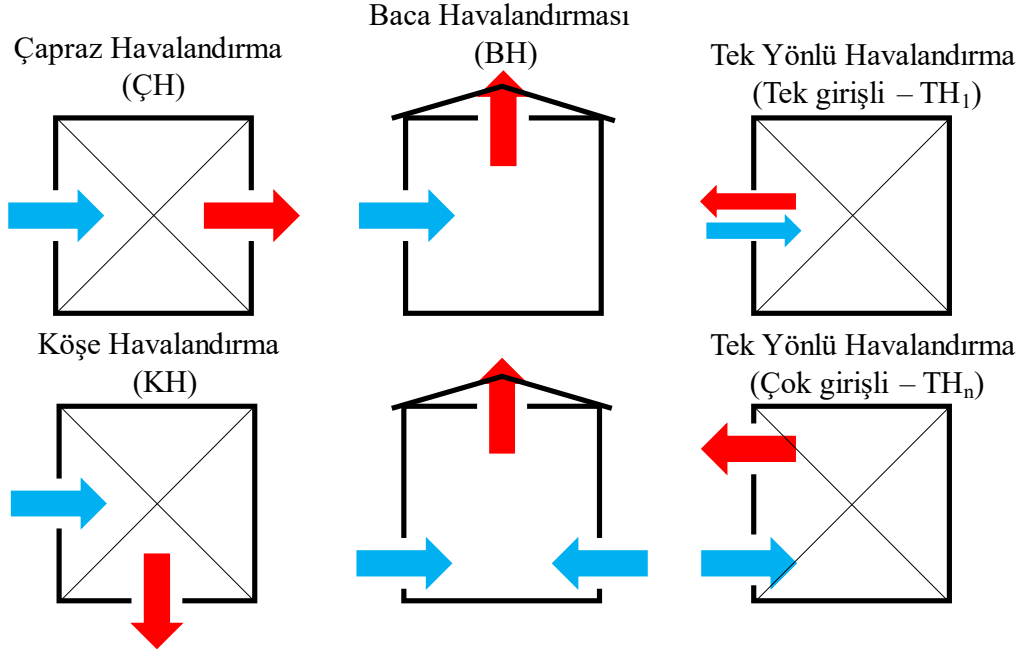 Çapraz Havalandırma
(ÇH)
Baca Havalandırması
(BH)
Tek Yönlü Havalandırma
(Tek girişli – TH₁)
Köşe Havalandırma
(KH)
Tek Yönlü Havalandırma
(Çok girişli – THₙ)